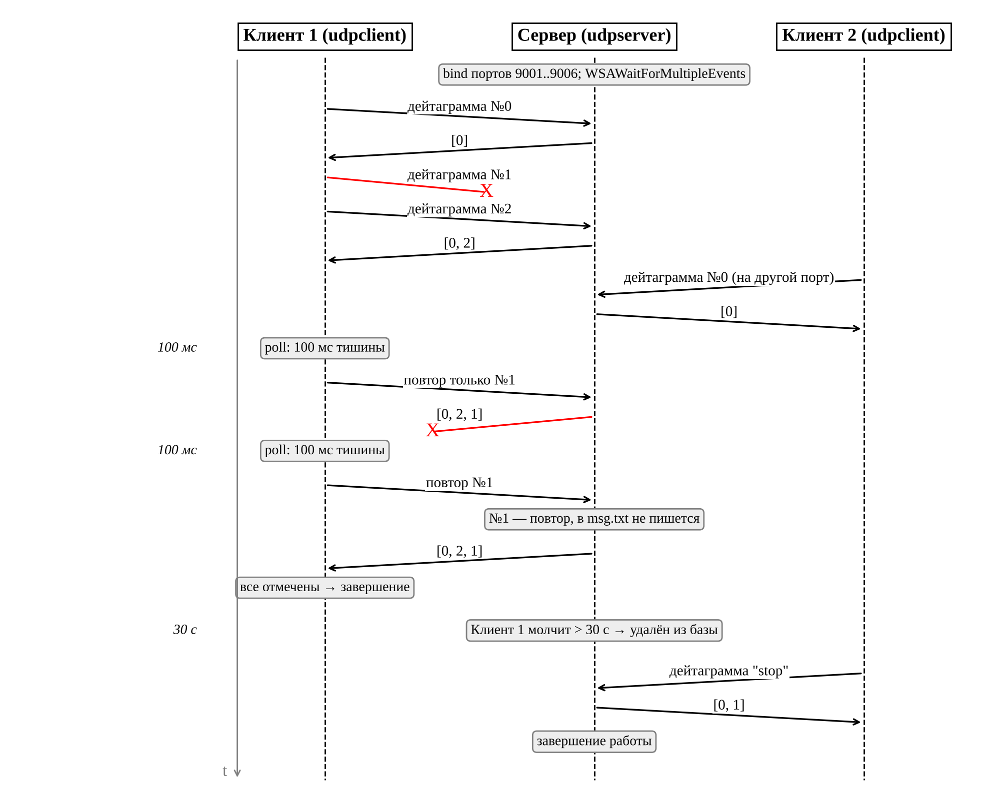 Клиент 1 (udpclient)
Сервер (udpserver)
Клиент 2 (udpclient)
bind портов 9001..9006; WSAWaitForMultipleEvents
дейтаграмма №0
[0]
дейтаграмма №1
X
дейтаграмма №2
[0, 2]
дейтаграмма №0 (на другой порт)
[0]
100 мс
poll: 100 мс тишины
повтор только №1
[0, 2, 1]
X
100 мс
poll: 100 мс тишины
повтор №1
№1 — повтор, в msg.txt не пишется
[0, 2, 1]
все отмечены → завершение
30 с
Клиент 1 молчит > 30 с → удалён из базы
дейтаграмма "stop"
[0, 1]
завершение работы
t